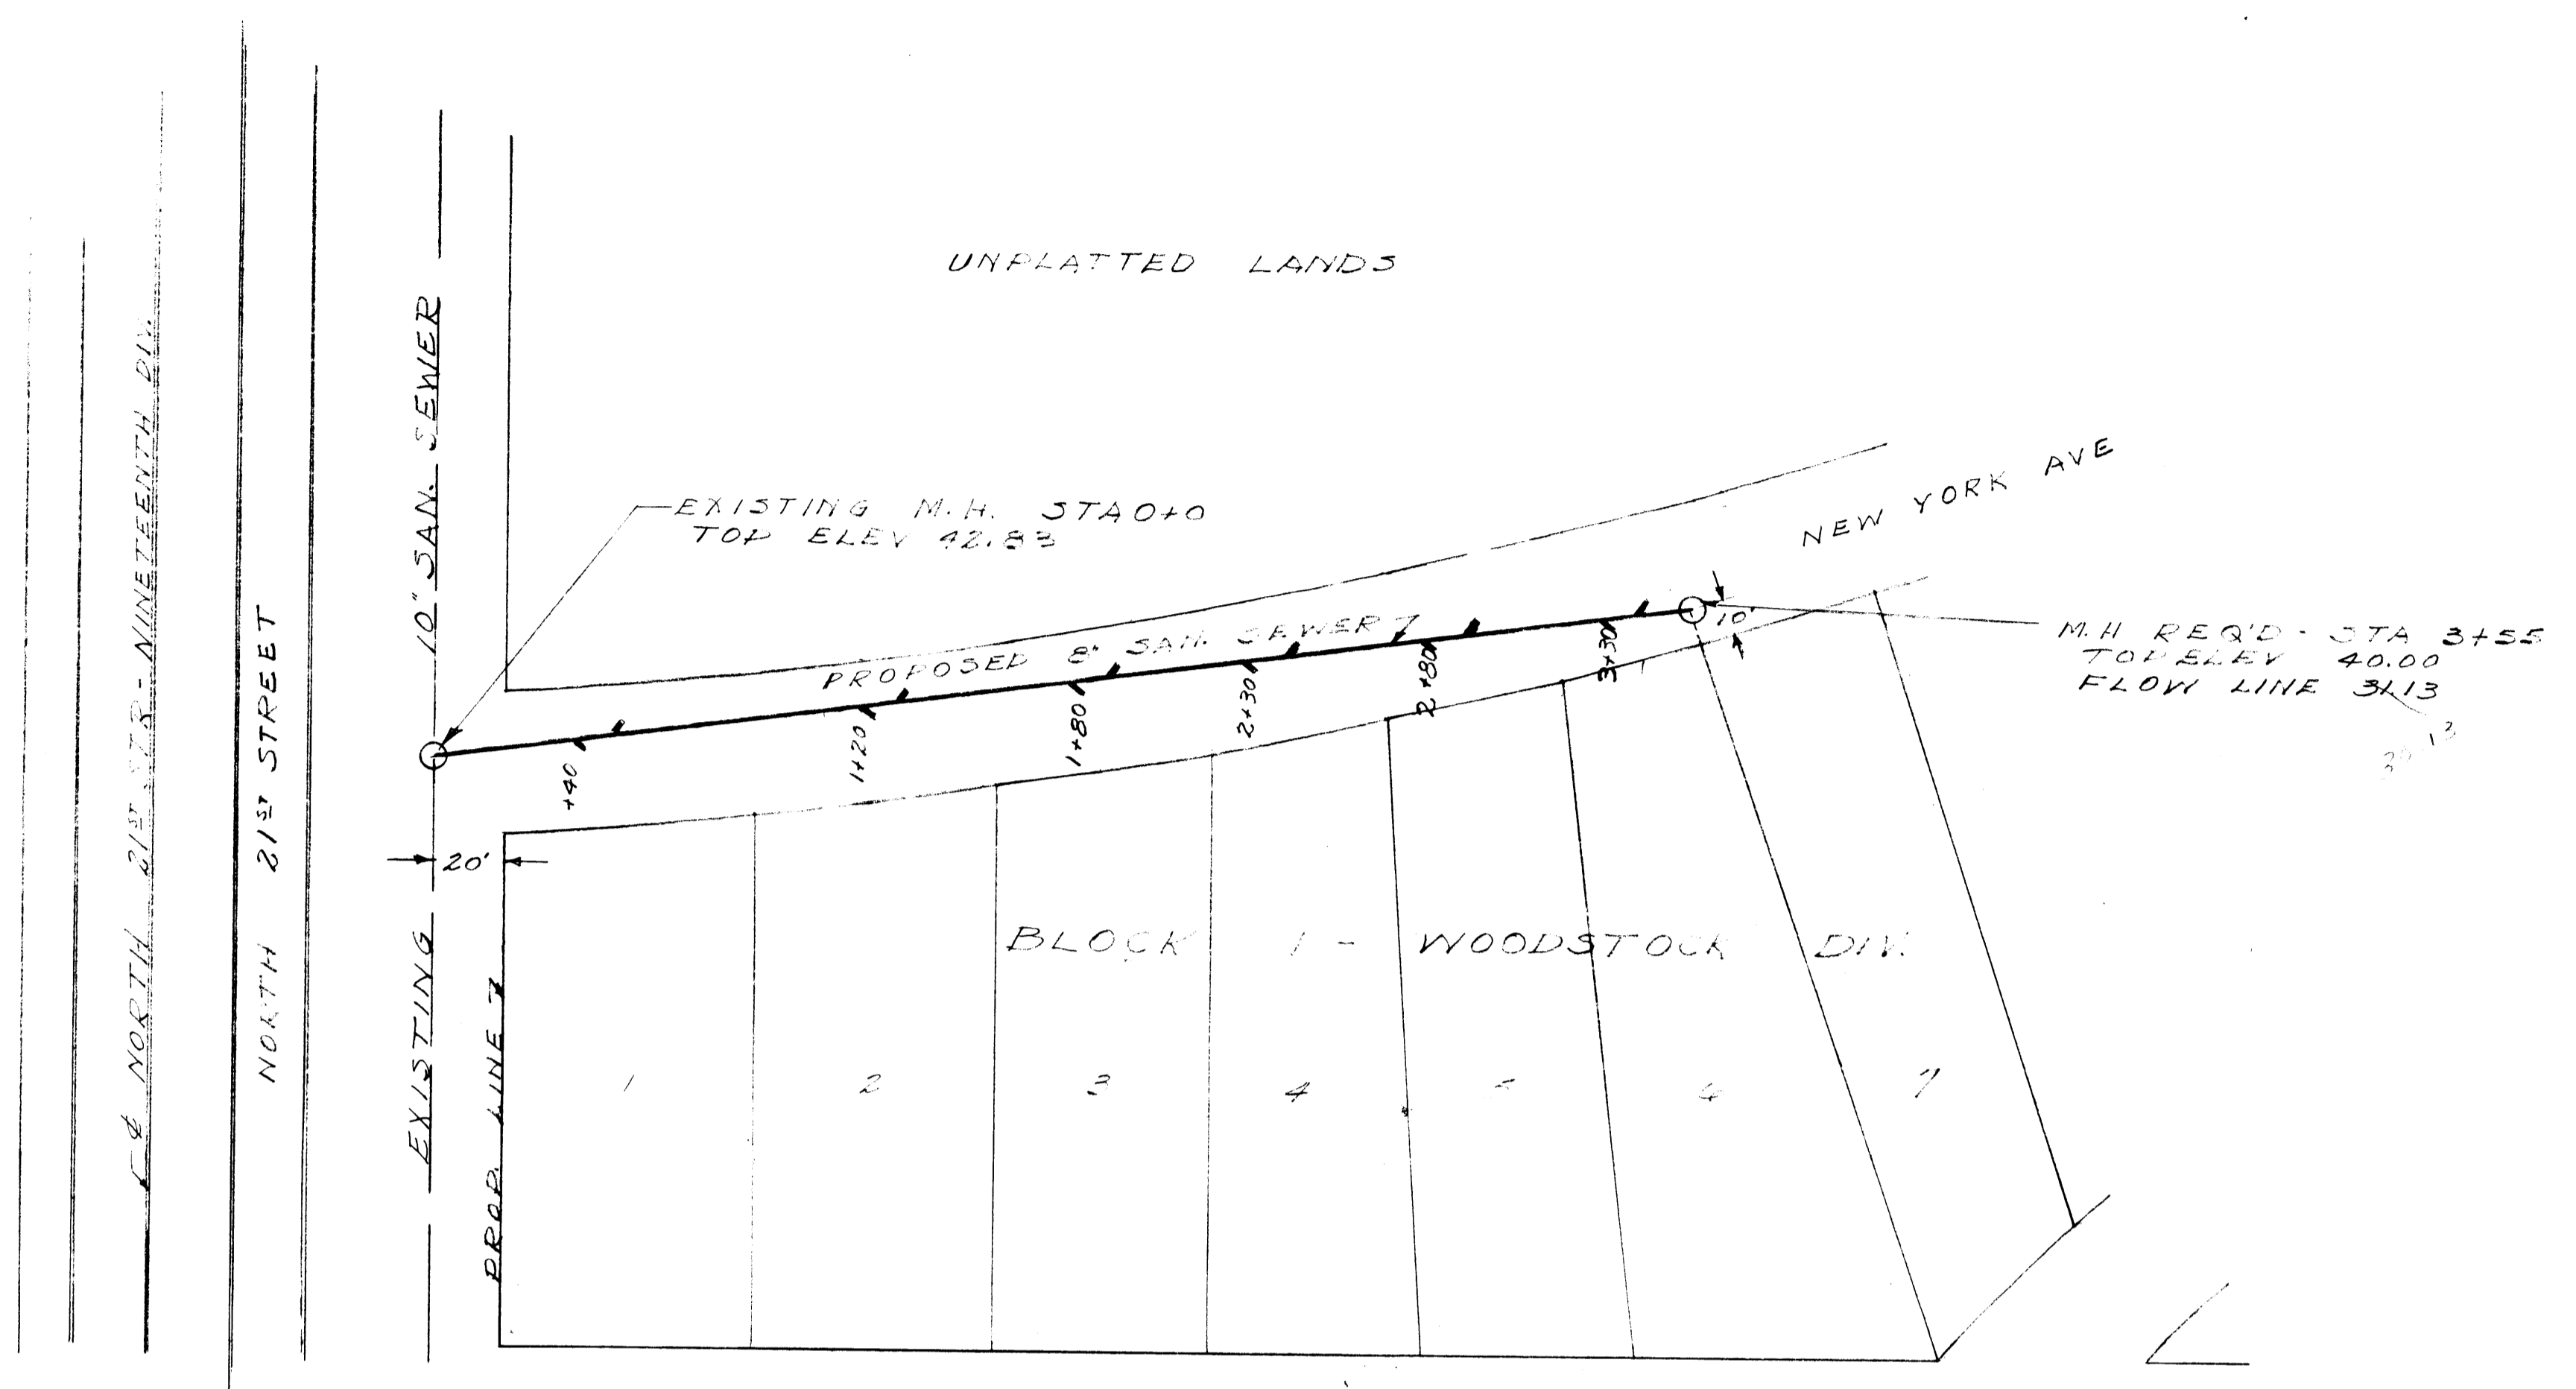 UNPLATTED LANDS
℄ NORTH 21ST STR - NINETEENTH DIV.
NORTH 21ST STREET
EXISTING 10" SAN. SEWER
EXISTING M.H. STA 0+0
TOP ELEV 42.83
NEW YORK AVE
PROPOSED 8" SAN. SEWER
10'
M.H REQ'D - STA 3+55
TOP ELEV 40.00
FLOW LINE
+40
1+20
1+80
2+30
2+80
3+30
20'
PROP. LINE
BLOCK 1 - WOODSTOCK DIV.
1
2
3
4
5
6
7